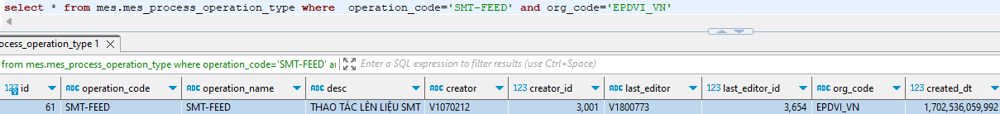 select * from mes.mes_process_operation_type where operation_code='SMT-FEED' and org_code='EPDVI_VN'
ocess_operation_type 1
from mes.mes_process_operation_type where operation_code='SMT-FEED' ar Enter a SQL expression to filter results (use Ctrl+Space)
123 id ABC operation_code ABC operation_name ABC desc ABC creator 123 creator_id ABC last_editor 123 last_editor_id ABC org_code 123 created_dt
61 SMT-FEED SMT-FEED THAO TÁC LÊN LIỆU SMT V1070212 3,001 V1800773 3,654 EPDVI_VN 1,702,536,059,992